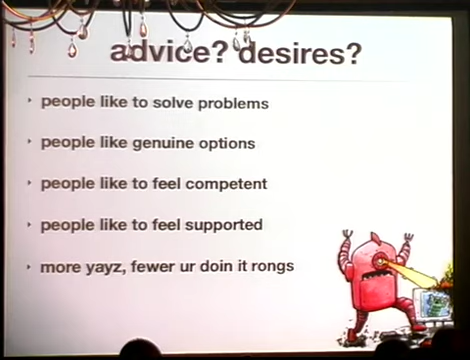 advice? desires?
people like to solve problems
people like genuine options
people like to feel competent
people like to feel supported
more yayz, fewer ur doin it rongs